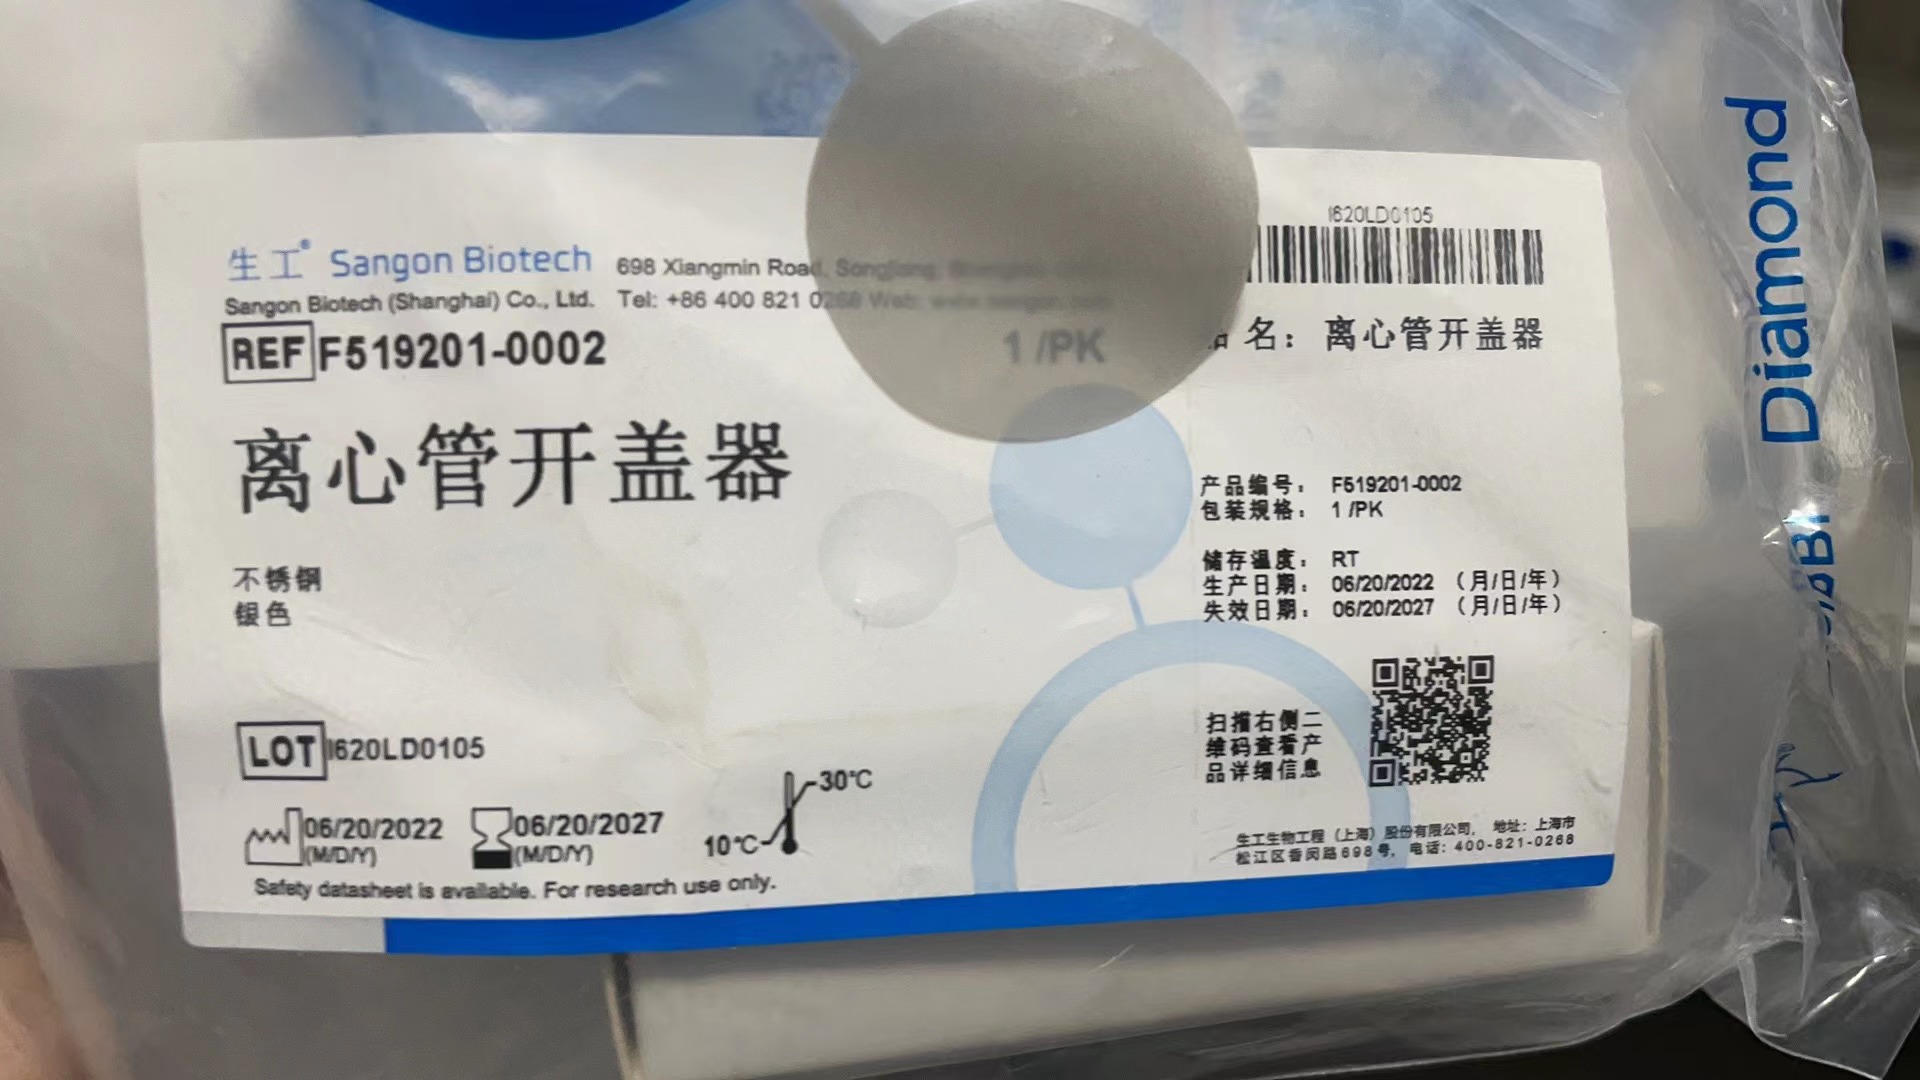 生工® Sangon Biotech
698 Xiangmin Road, Songjiang, Shanghai
Sangon Biotech (Shanghai) Co., Ltd. Tel: +86 400 821 0268 Web: www.sangon.com
REF F519201-0002
1 /PK
离心管开盖器
不锈钢
银色
LOT I620LD0105
06/20/2022
(M/D/Y)
06/20/2027
(M/D/Y)
10℃
30℃
Safety datasheet is available. For research use only.
I620LD0105
名: 离心管开盖器
产品编号: F519201-0002
包装规格: 1 /PK
储存温度: RT
生产日期: 06/20/2022 (月/日/年)
失效日期: 06/20/2027 (月/日/年)
扫描右侧二
维码查看产
品详细信息
生工生物工程(上海)股份有限公司, 地址: 上海市
松江区香闵路698号, 电话: 400-821-0268
Diamond